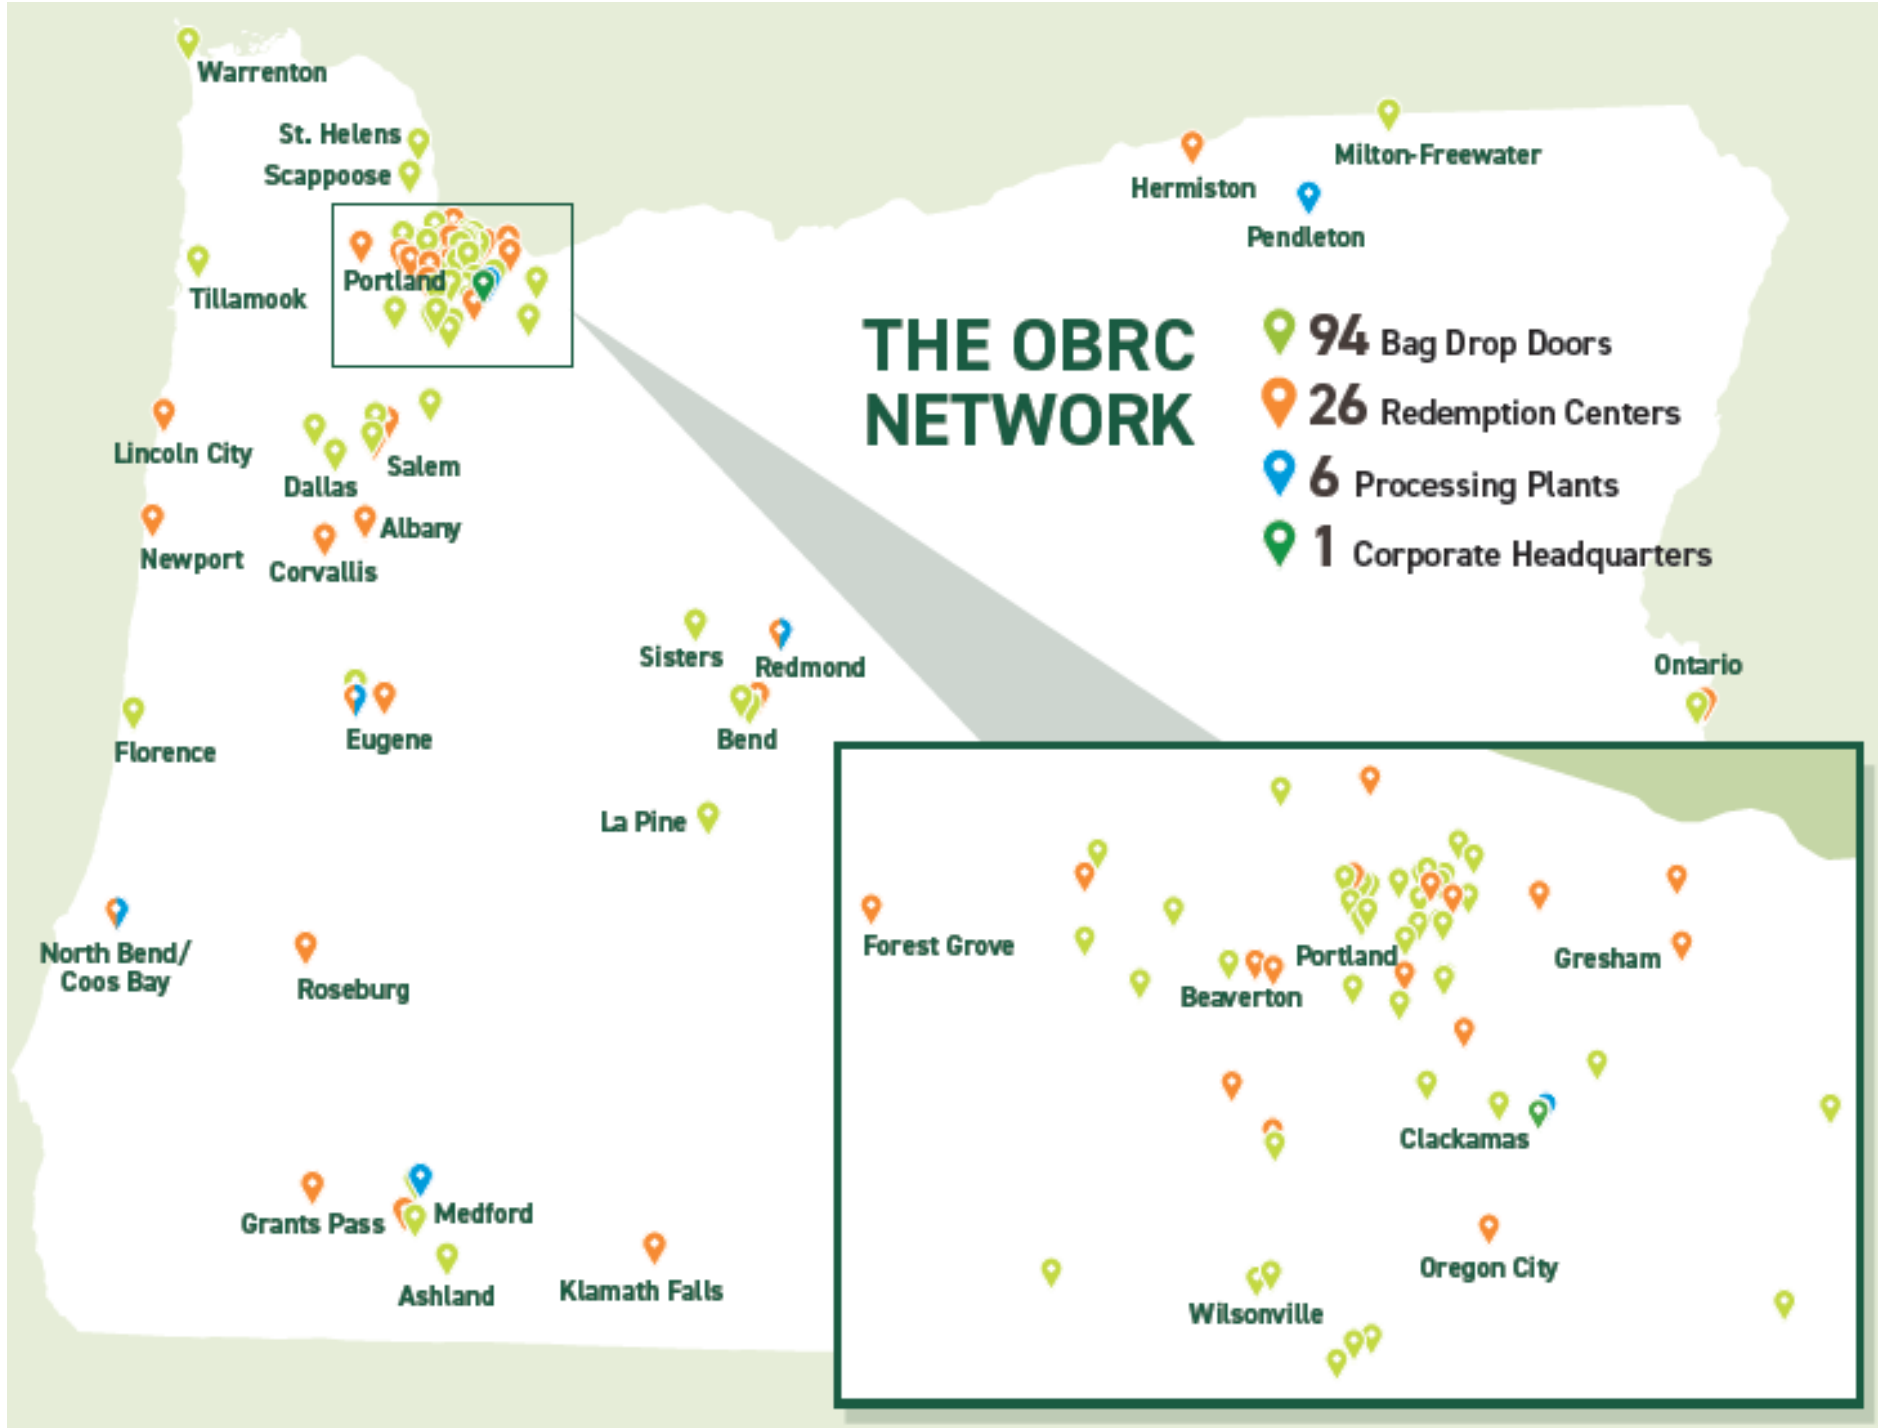 Warrenton
St. Helens
Scappoose
Portland
Tillamook
Hermiston
Milton-Freewater
Pendleton
THE OBRC
NETWORK
94 Bag Drop Doors
26 Redemption Centers
6 Processing Plants
1 Corporate Headquarters
Lincoln City
Dallas
Salem
Newport
Corvallis
Albany
Sisters
Redmond
Ontario
Florence
Eugene
Bend
La Pine
North Bend/
Coos Bay
Roseburg
Grants Pass
Medford
Ashland
Klamath Falls
Forest Grove
Portland
Gresham
Beaverton
Clackamas
Oregon City
Wilsonville